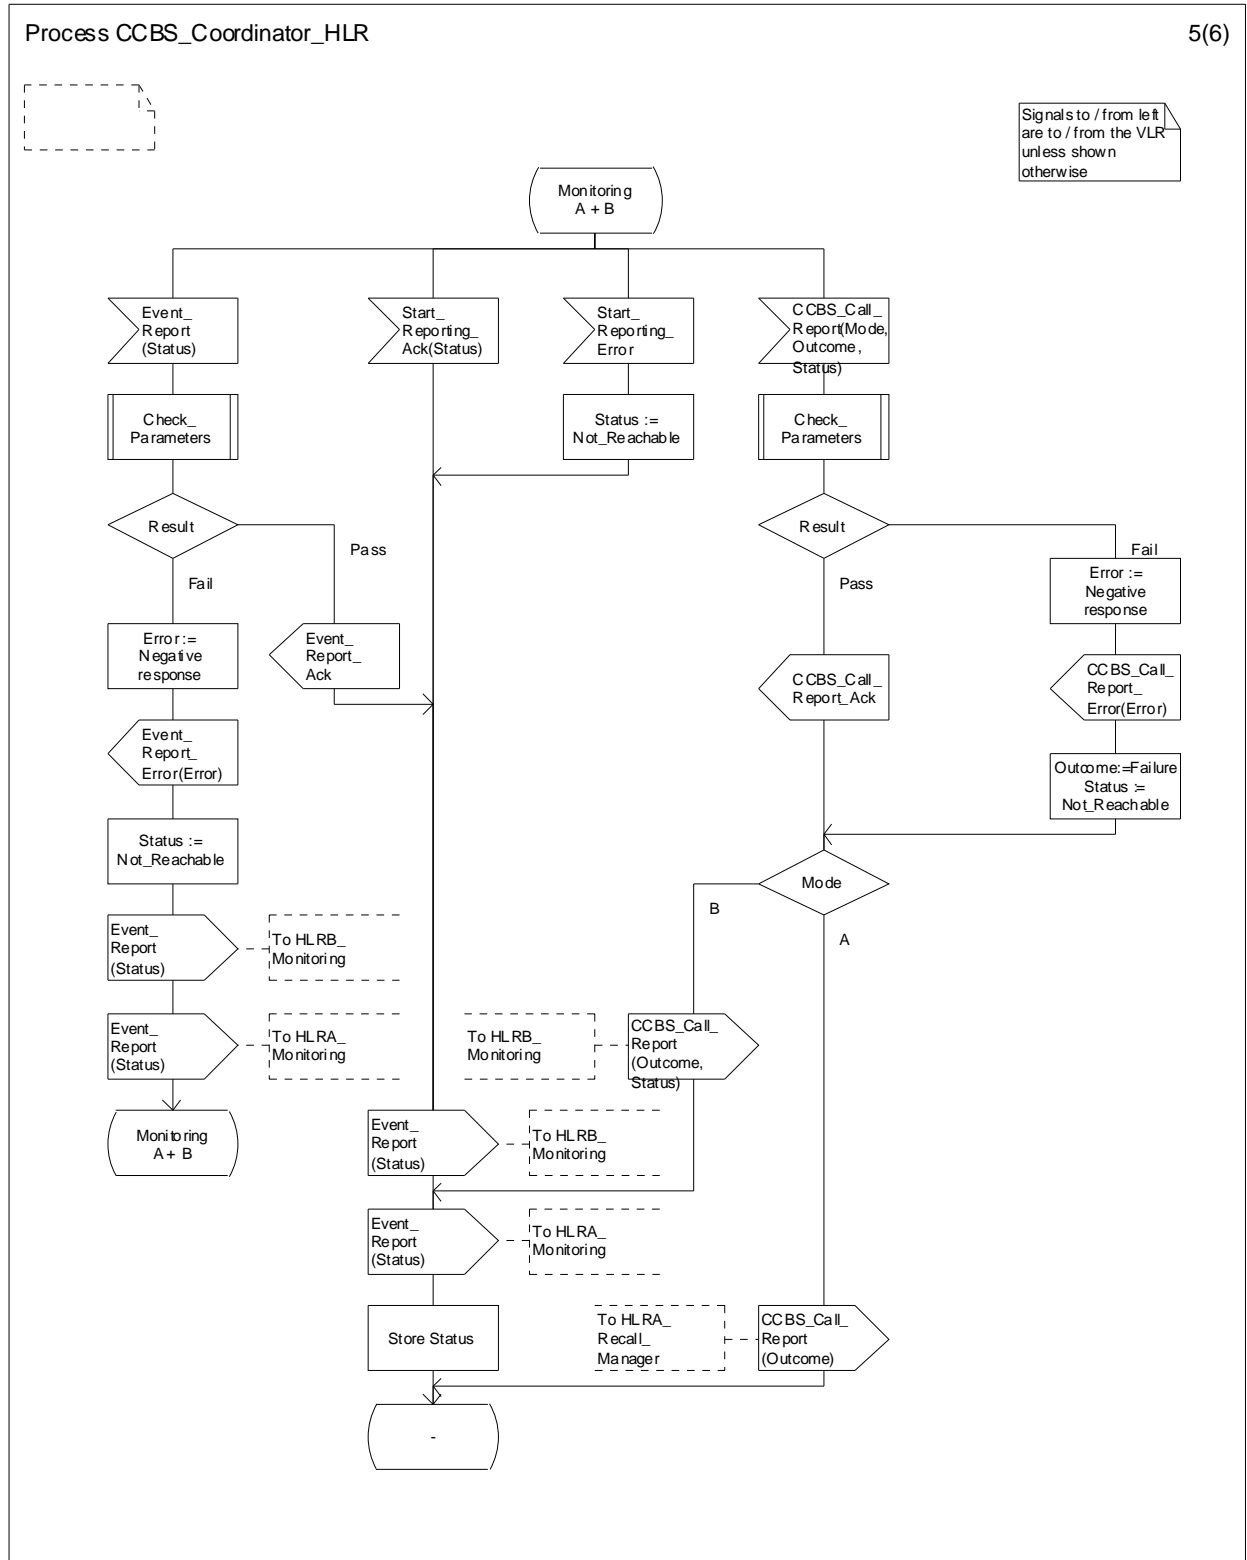 Process CCBS_Coordinator_HLR
5(6)
Signals to / from left
are to / from the VLR
unless shown
otherwise
Monitoring
A + B
Event_
Report
(Status)
Start_
Reporting_
Ack(Status)
Start_
Reporting_
Error
CCBS_Call_
Report(Mode,
Outcome,
Status)
Check_
Parameters
Status :=
Not_Reachable
Check_
Parameters
Result
Pass
Fail
Result
Pass
Fail
Error :=
Negative
response
Error :=
Negative
response
Event_
Report_
Ack
CCBS_Call_
Report_Ack
CCBS_Call_
Report_
Error(Error)
Event_
Report_
Error(Error)
Outcome:=Failure
Status :=
Not_Reachable
Status :=
Not_Reachable
Mode
B
A
Event_
Report
(Status)
To HLRB_
Monitoring
Event_
Report
(Status)
To HLRA_
Monitoring
To HLRB_
Monitoring
CCBS_Call_
Report
(Outcome,
Status)
Monitoring
A + B
Event_
Report
(Status)
To HLRB_
Monitoring
Event_
Report
(Status)
To HLRA_
Monitoring
Store Status
To HLRA_
Recall_
Manager
CCBS_Call_
Report
(Outcome)
-